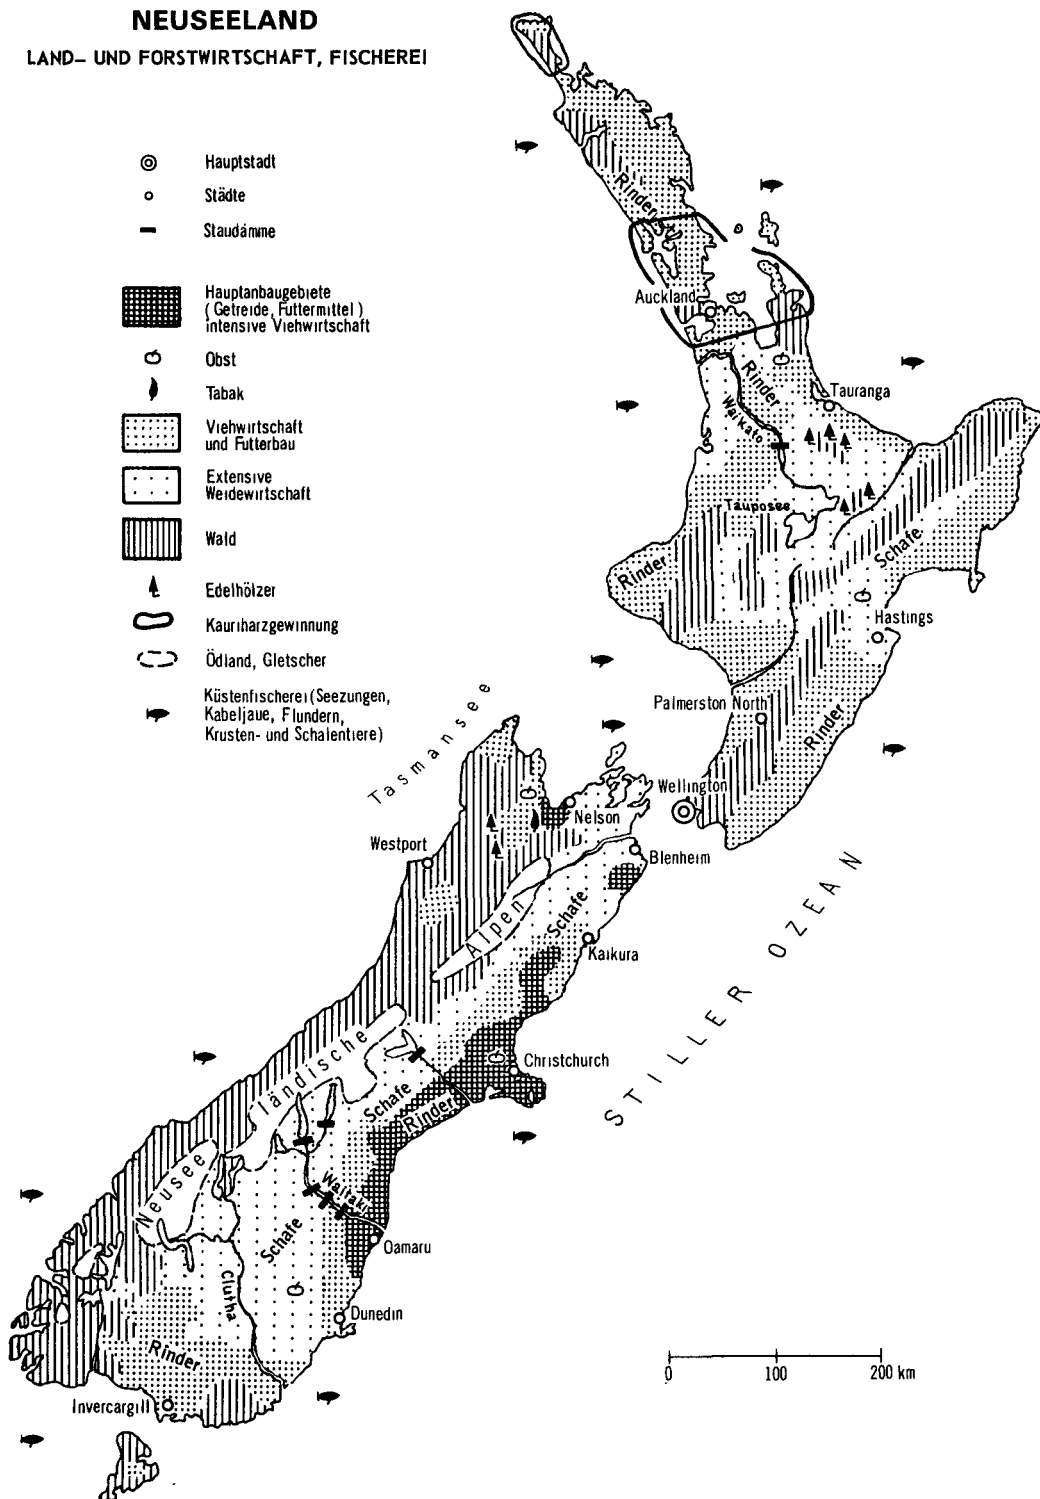 NEUSEELAND
LAND- UND FORSTWIRTSCHAFT, FISCHEREI
Hauptstadt
Städte
Staudämme
Hauptanbaugebiete
(Getreide, Futtermittel)
intensive Viehwirtschaft
Obst
Tabak
Viehwirtschaft
und Futterbau
Extensive
Weidewirtschaft
Wald
Edelhölzer
Kauriharzgewinnung
Ödland, Gletscher
Küstenfischerei (Seezungen,
Kabeljaue, Flundern,
Krusten- und Schalentiere)
Rinder
Auckland
Rinder
Tauranga
Waikato
Tauposee
Schafe
Rinder
Hastings
Palmerston North
Rinder
Tasmansee
Wellington
Nelson
Westport
Blenheim
Alpen
Schafe
Kaikura
STILLER OZEAN
ländische
Christchurch
Schafe
Rinder
Neusee
Waitaki
Schafe
Oamaru
Clutha
Dunedin
Rinder
Invercargill
0 100 200 km